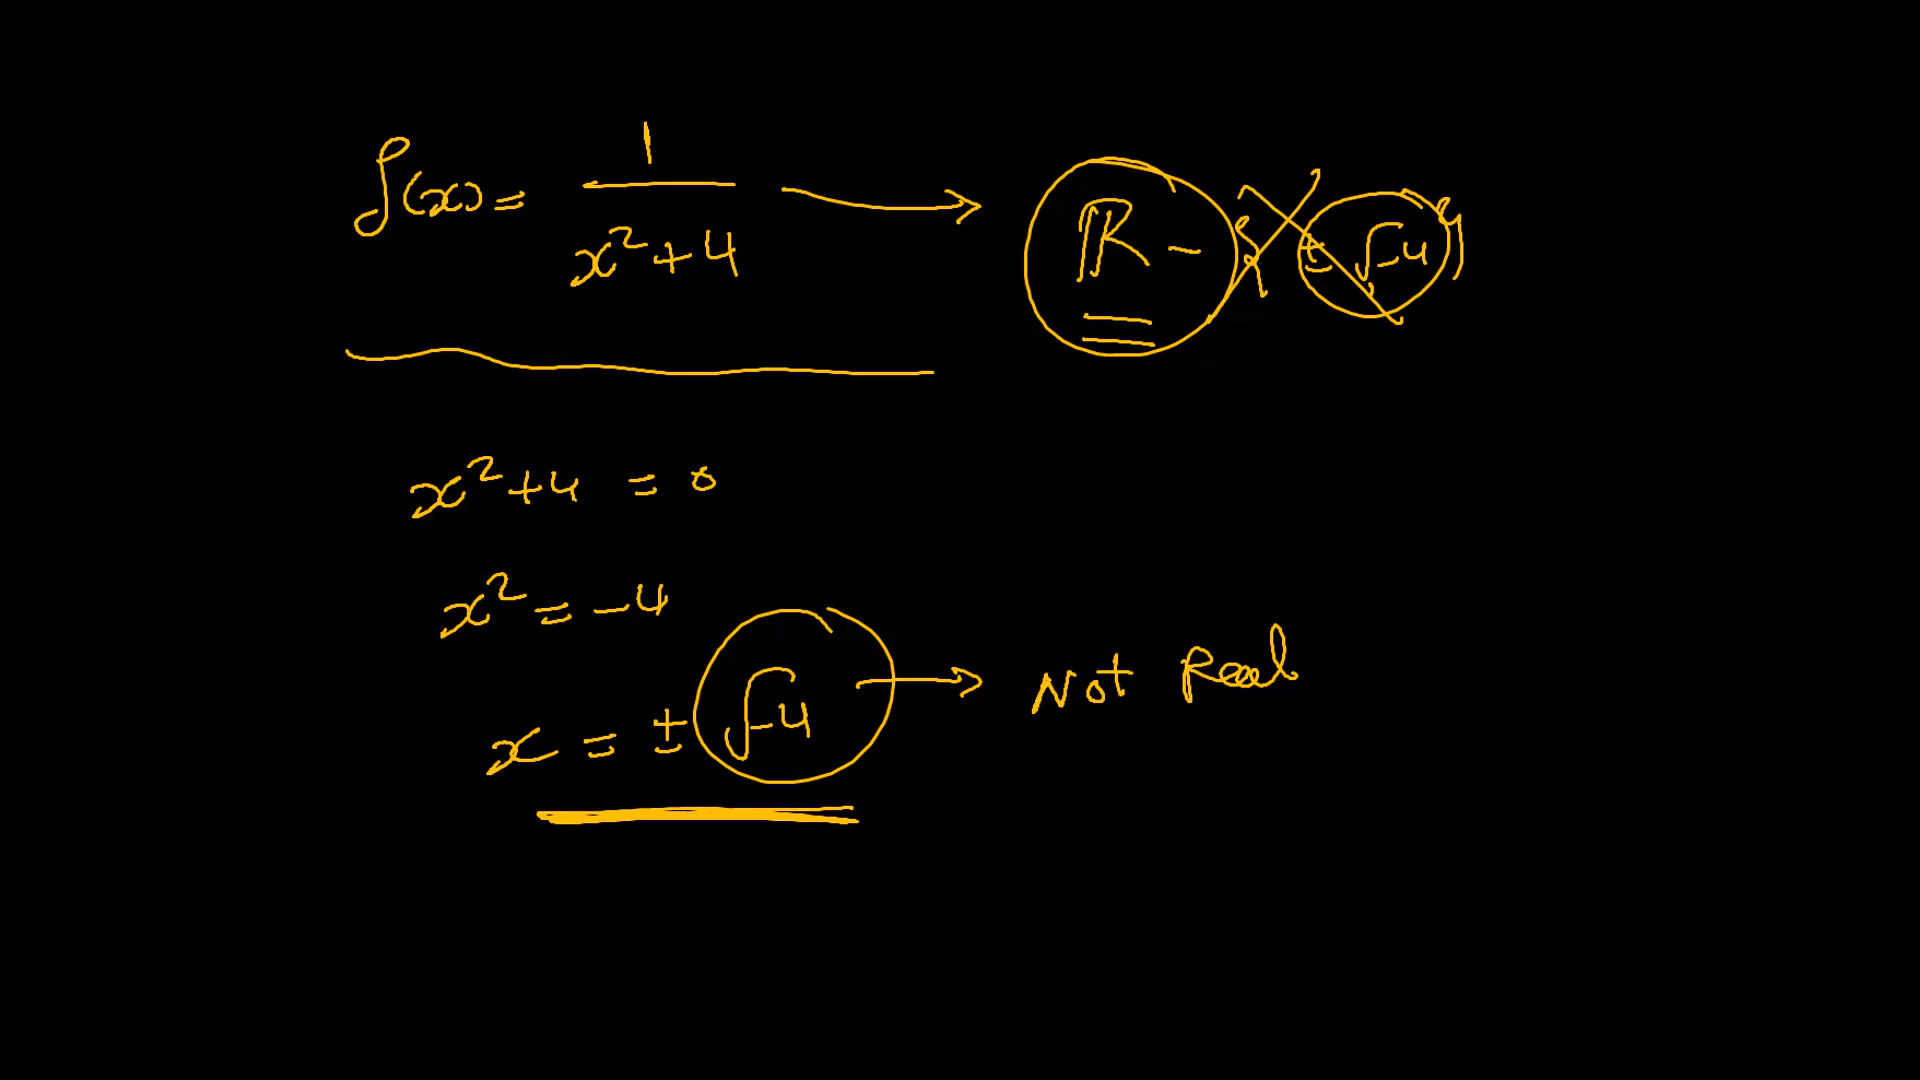 f(x) = 1/(x²+4) → ℝ - {± √-4}
x²+4 = 0
x² = -4
x = ± √-4 → Not Real